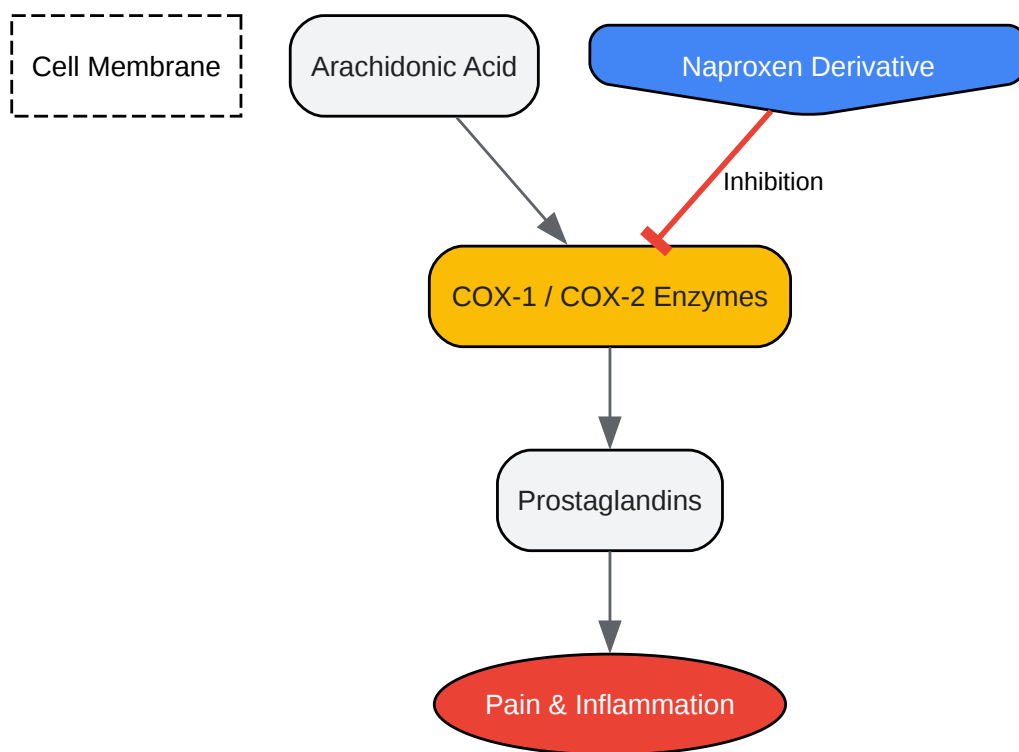 Cell Membrane
Arachidonic Acid
Naproxen Derivative
Inhibition
COX-1 / COX-2 Enzymes
Prostaglandins
Pain & Inflammation